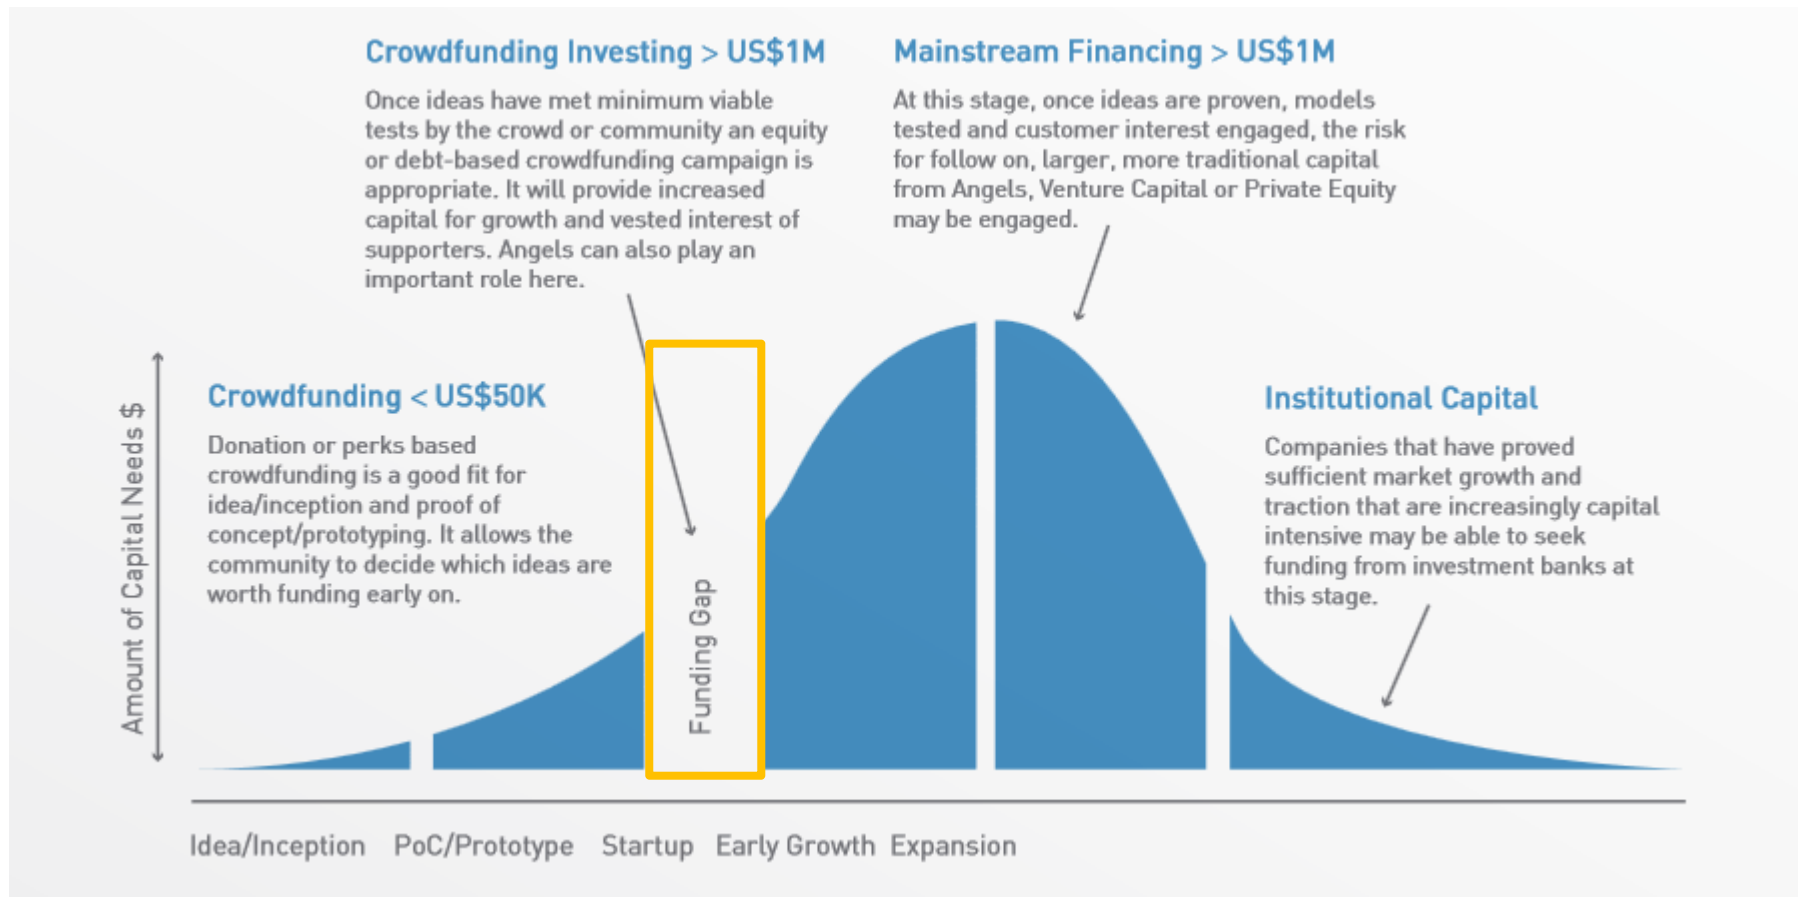 Crowdfunding Investing > US$1M
Once ideas have met minimum viable
tests by the crowd or community an equity
or debt-based crowdfunding campaign is
appropriate. It will provide increased
capital for growth and vested interest of
supporters. Angels can also play an
important role here.
Mainstream Financing > US$1M
At this stage, once ideas are proven, models
tested and customer interest engaged, the risk
for follow on, larger, more traditional capital
from Angels, Venture Capital or Private Equity
may be engaged.
Crowdfunding < US$50K
Donation or perks based
crowdfunding is a good fit for
idea/inception and proof of
concept/prototyping. It allows the
community to decide which ideas are
worth funding early on.
Institutional Capital
Companies that have proved
sufficient market growth and
traction that are increasingly capital
intensive may be able to seek
funding from investment banks at
this stage.
Amount of Capital Needs $
Funding Gap
Idea/Inception
PoC/Prototype
Startup
Early Growth
Expansion